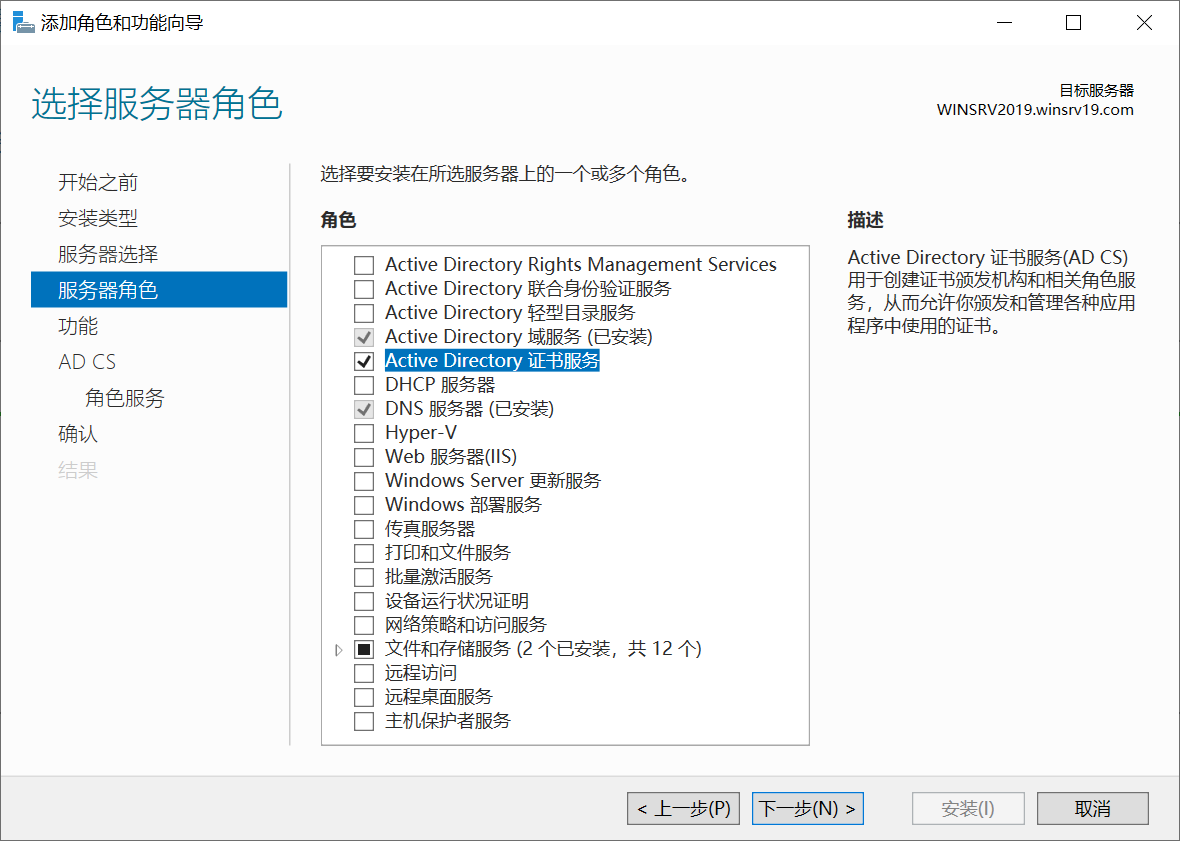 添加角色和功能向导
选择服务器角色
目标服务器
WINSRV2019.winsrv19.com
开始之前
安装类型
服务器选择
服务器角色
功能
AD CS
角色服务
确认
结果
选择要安装在所选服务器上的一个或多个角色。
角色
Active Directory Rights Management Services
Active Directory 联合身份验证服务
Active Directory 轻型目录服务
Active Directory 域服务 (已安装)
Active Directory 证书服务
DHCP 服务器
DNS 服务器 (已安装)
Hyper-V
Web 服务器(IIS)
Windows Server 更新服务
Windows 部署服务
传真服务器
打印和文件服务
批量激活服务
设备运行状况证明
网络策略和访问服务
文件和存储服务 (2 个已安装，共 12 个)
远程访问
远程桌面服务
主机保护者服务
描述
Active Directory 证书服务(AD CS)
用于创建证书颁发机构和相关角色服
务，从而允许你颁发和管理各种应用
程序中使用的证书。
< 上一步(P)
下一步(N) >
安装(I)
取消